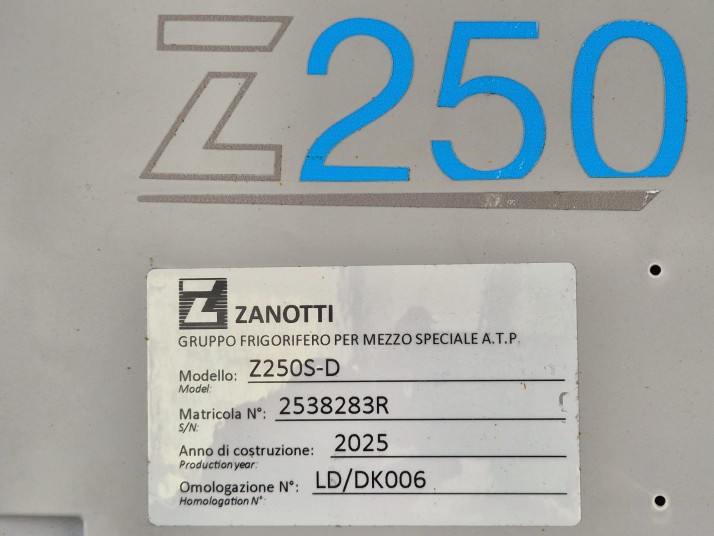 Z250
ZANOTTI
GRUPPO FRIGORIFERO PER MEZZO SPECIALE A.T.P.
Modello: Z250S-D
Model:
Matricola N°: 2538283R
S/N:
Anno di costruzione: 2025
Production year:
Omologazione N°: LD/DK006
Homologation N°: